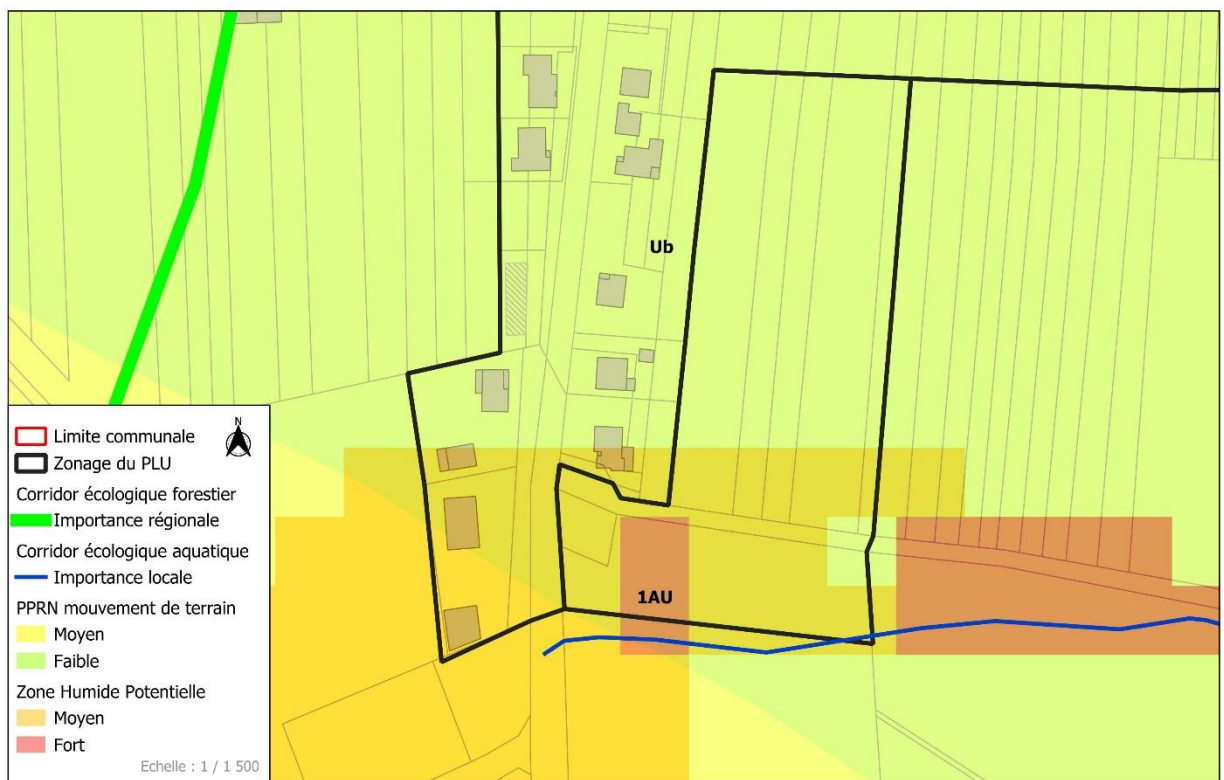 Ub
1AU
N
Limite communale
Zonage du PLU
Corridor écologique forestier
Importance régionale
Corridor écologique aquatique
Importance locale
PPRN mouvement de terrain
Moyen
Faible
Zone Humide Potentielle
Moyen
Fort
Echelle : 1 / 1 500